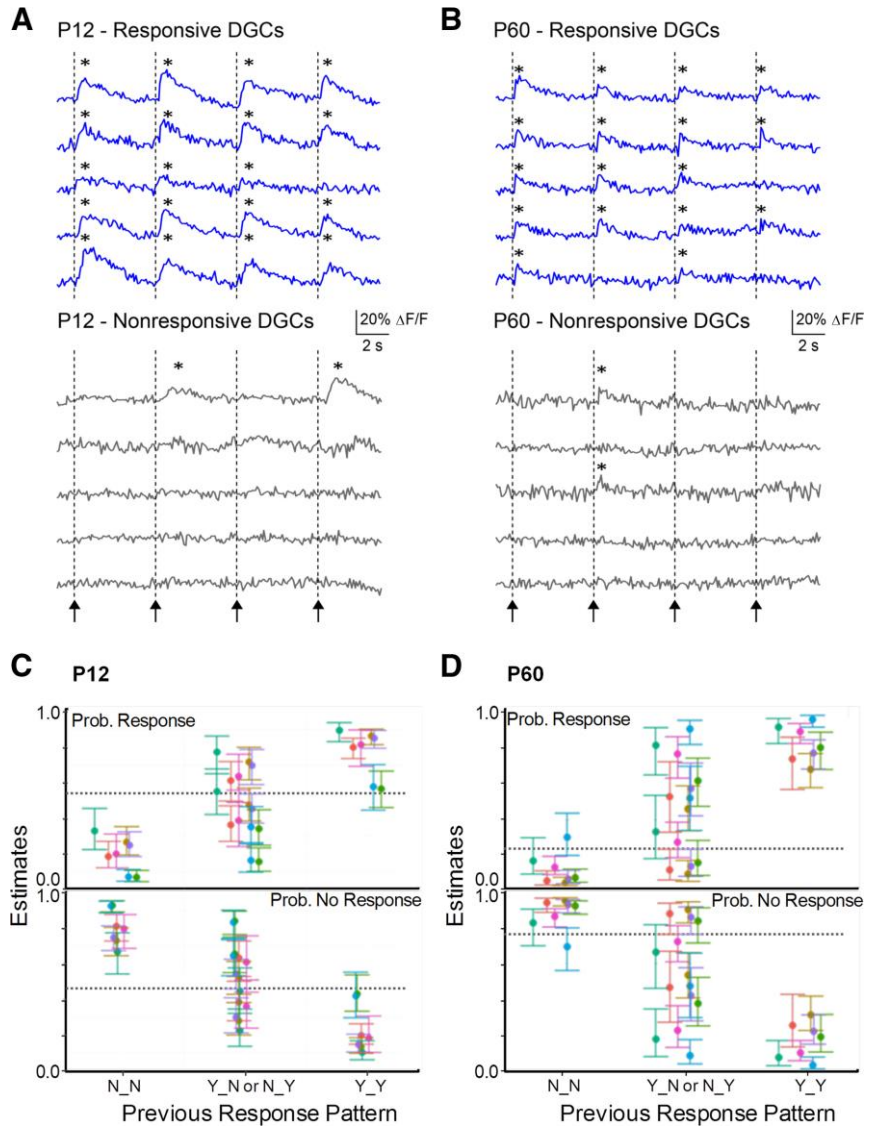 A
P12 - Responsive DGCs
* * * *
* * * *
* * *
* * * *
* * * *
P12 - Nonresponsive DGCs
20% ΔF/F
2 s
* *
B
P60 - Responsive DGCs
* * * *
* * * *
* * *
* * * *
* *
P60 - Nonresponsive DGCs
20% ΔF/F
2 s
*
*
C P12
Estimates
1.0
Prob. Response
0.0
1.0
Prob. No Response
0.0
N_N Y_N or N_Y Y_Y
Previous Response Pattern
D P60
Estimates
1.0
Prob. Response
0.0
1.0
Prob. No Response
0.0
N_N Y_N or N_Y Y_Y
Previous Response Pattern